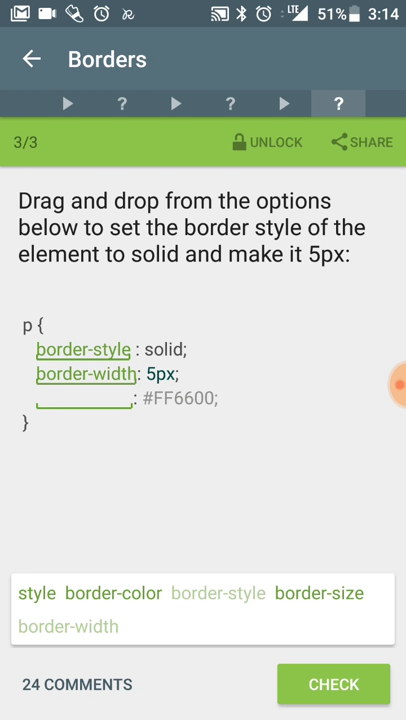 LTE 51% 3:14
Borders
? ? ?
3/3 UNLOCK SHARE
Drag and drop from the options
below to set the border style of the
element to solid and make it 5px:
p {
border-style : solid;
border-width: 5px;
: #FF6600;
}
style border-color border-style border-size
border-width
24 COMMENTS CHECK